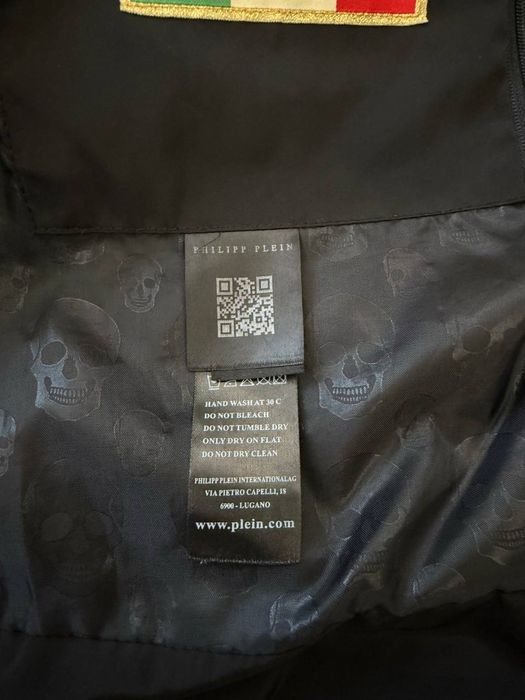 PHILIPP PLEIN
HAND WASH AT 30 C
DO NOT BLEACH
DO NOT TUMBLE DRY
ONLY DRY ON FLAT
DO NOT DRY CLEAN
PHILIPP PLEIN INTERNATIONALAG
VIA PIETRO CAPELLI, 18
6900 - LUGANO
www.plein.com